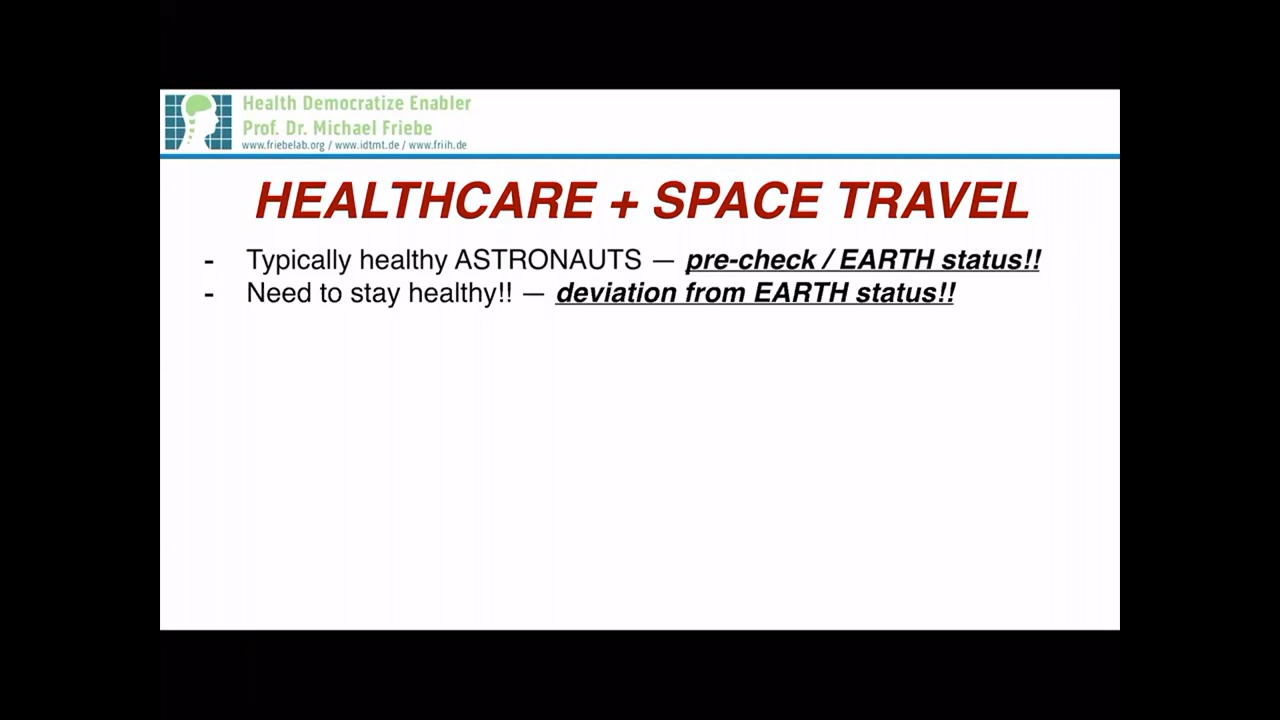 Health Democratize Enabler
Prof. Dr. Michael Friebe
www.friebelab.org / www.idtmt.de / www.friih.de
HEALTHCARE + SPACE TRAVEL
- Typically healthy ASTRONAUTS — pre-check / EARTH status!!
- Need to stay healthy!! — deviation from EARTH status!!